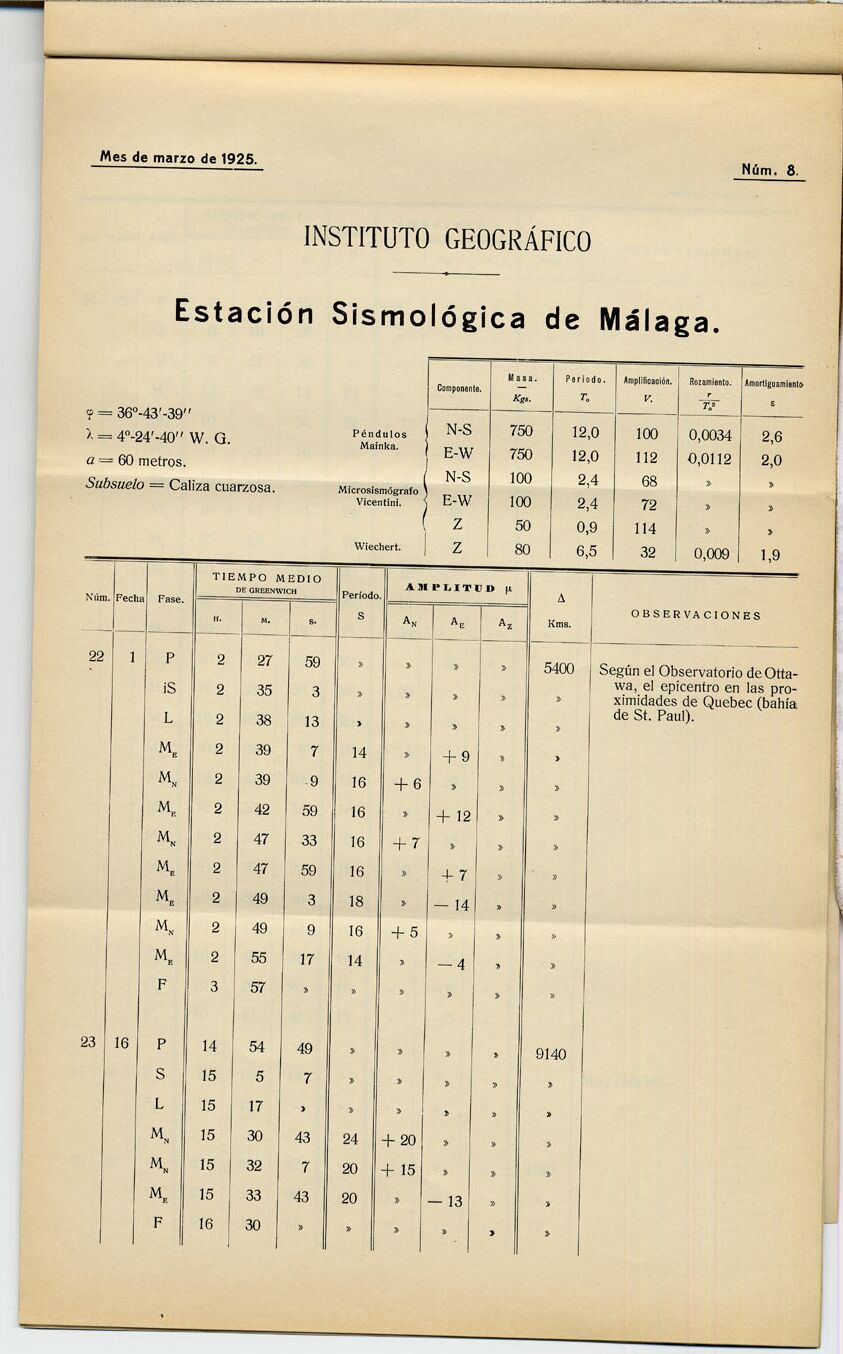 Mes de marzo de 1925.
Núm. 8.
INSTITUTO GEOGRÁFICO
Estación Sismológica de Málaga.
φ = 36°-43'-39''
λ = 4°-24'-40'' W. G.
a = 60 metros.
Subsuelo = Caliza cuarzosa.
Componente. Masa. — Kgs. Periodo. T₀ Amplificación. V. Rozamiento. r/T₀² Amortiguamiento ε
Péndulos Mainka. N-S 750 12,0 100 0,0034 2,6
E-W 750 12,0 112 0,0112 2,0
Microsismógrafo Vicentini. N-S 100 2,4 68 » »
E-W 100 2,4 72 » »
Z 50 0,9 114 » »
Wiechert. Z 80 6,5 32 0,009 1,9
Núm. Fecha Fase. TIEMPO MEDIO DE GREENWICH Período. AMPLITUD μ Δ OBSERVACIONES
H. M. S. S A_N A_E A_Z Kms.
22 1 P 2 27 59 » » » » 5400 Según el Observatorio de Otta-
iS 2 35 3 » » » » » wa, el epicentro en las pro-
ximidades de Quebec (bahía
L 2 38 13 » » » » » de St. Paul).
M_E 2 39 7 14 » + 9 » »
M_N 2 39 9 16 + 6 » » »
M_E 2 42 59 16 » + 12 » »
M_N 2 47 33 16 + 7 » » »
M_E 2 47 59 16 » + 7 » »
M_E 2 49 3 18 » — 14 » »
M_N 2 49 9 16 + 5 » » »
M_E 2 55 17 14 » — 4 » »
F 3 57 » » » » » »
23 16 P 14 54 49 » » » » 9140
S 15 5 7 » » » » »
L 15 17 » » » » » »
M_N 15 30 43 24 + 20 » » »
M_N 15 32 7 20 + 15 » » »
M_E 15 33 43 20 » — 13 » »
F 16 30 » » » » » »